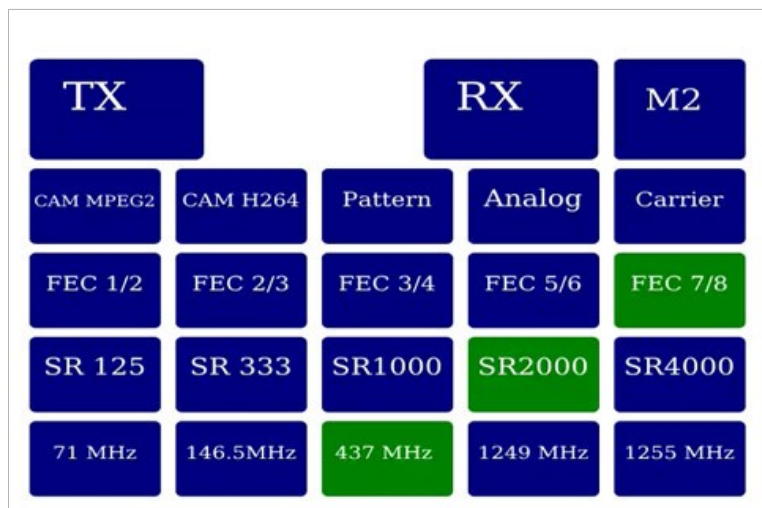 TX RX M2
CAM MPEG2 CAM H264 Pattern Analog Carrier
FEC 1/2 FEC 2/3 FEC 3/4 FEC 5/6 FEC 7/8
SR 125 SR 333 SR1000 SR2000 SR4000
71 MHz 146.5MHz 437 MHz 1249 MHz 1255 MHz